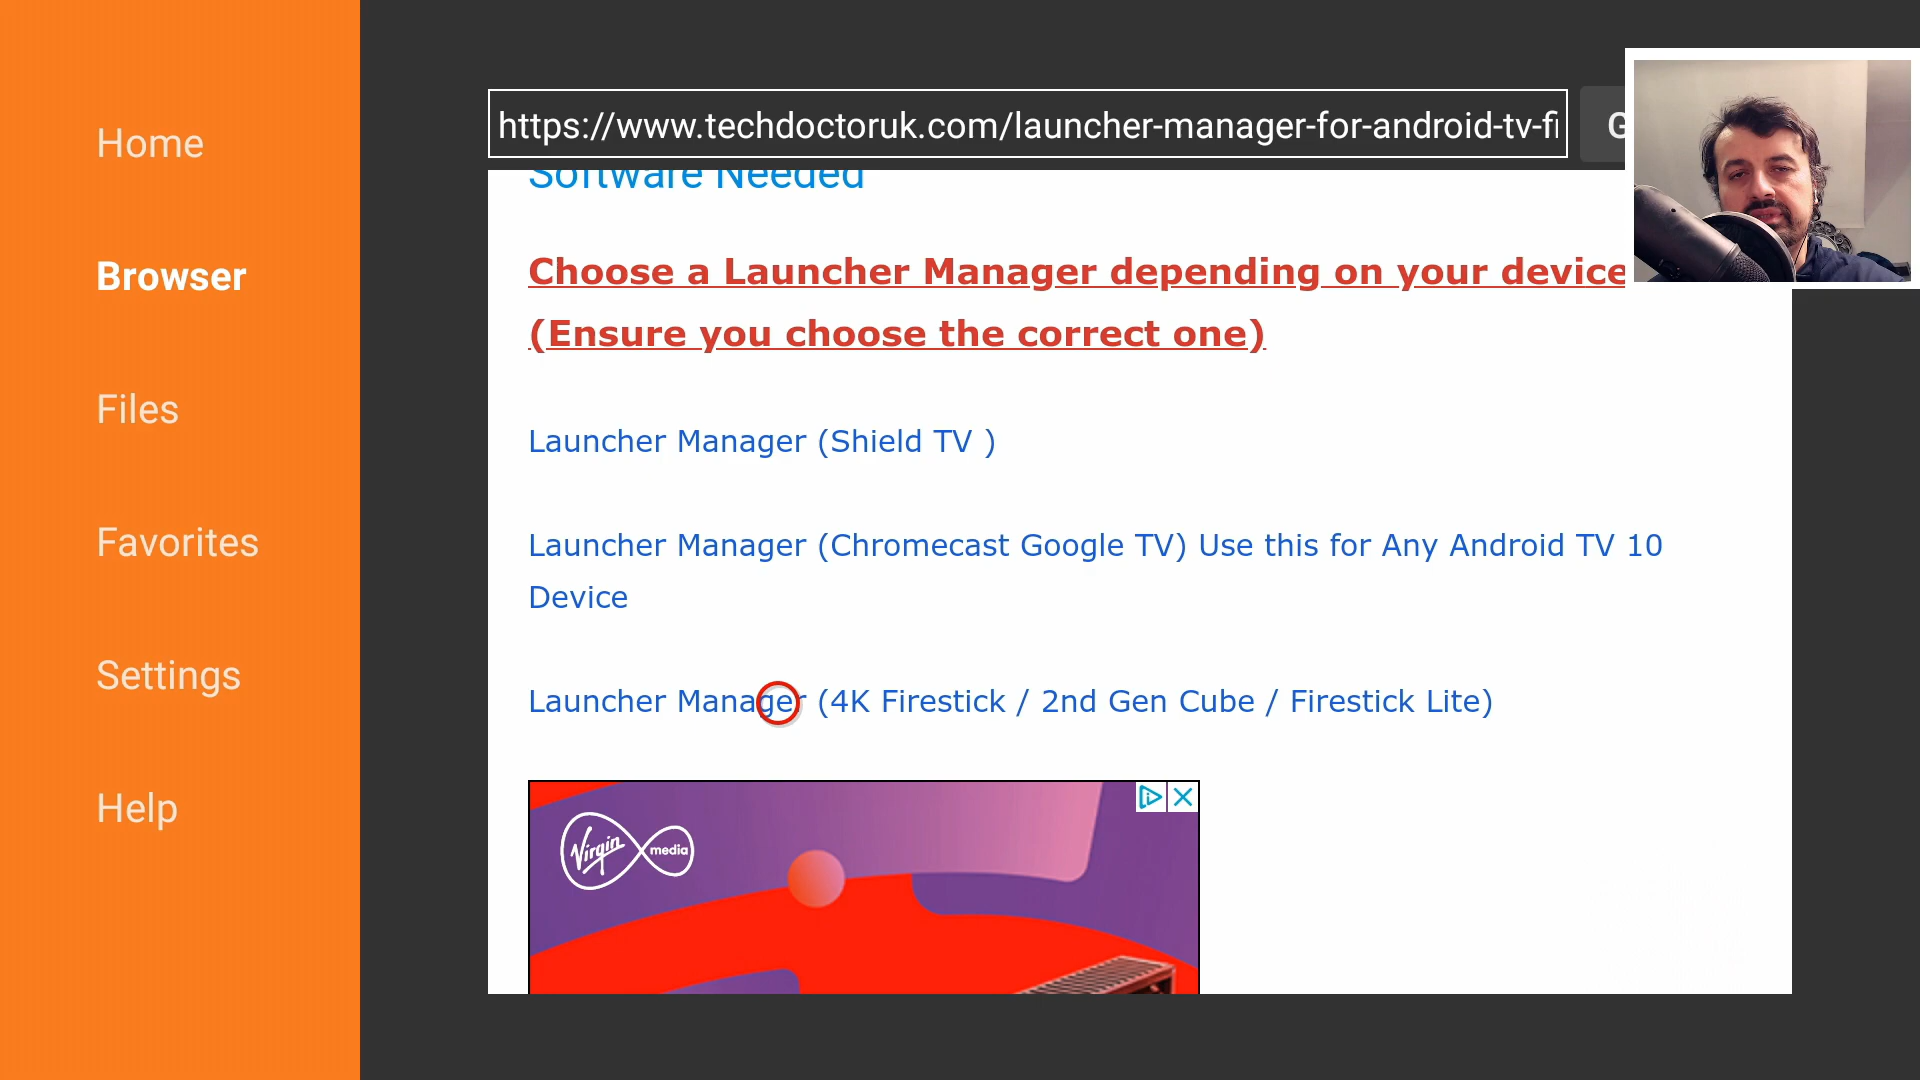 Home
Browser
Files
Favorites
Settings
Help
https://www.techdoctoruk.com/launcher-manager-for-android-tv-fi
G
Software Needed
Choose a Launcher Manager depending on your device
(Ensure you choose the correct one)
Launcher Manager (Shield TV )
Launcher Manager (Chromecast Google TV) Use this for Any Android TV 10
Device
Launcher Manager (4K Firestick / 2nd Gen Cube / Firestick Lite)
Virgin media